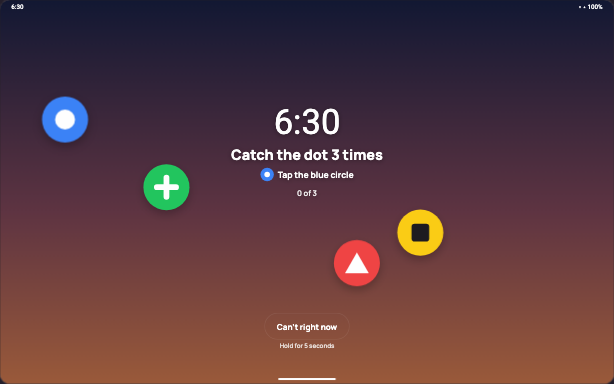 6:30
100%
6:30
Catch the dot 3 times
Tap the blue circle
0 of 3
Can't right now
Hold for 5 seconds